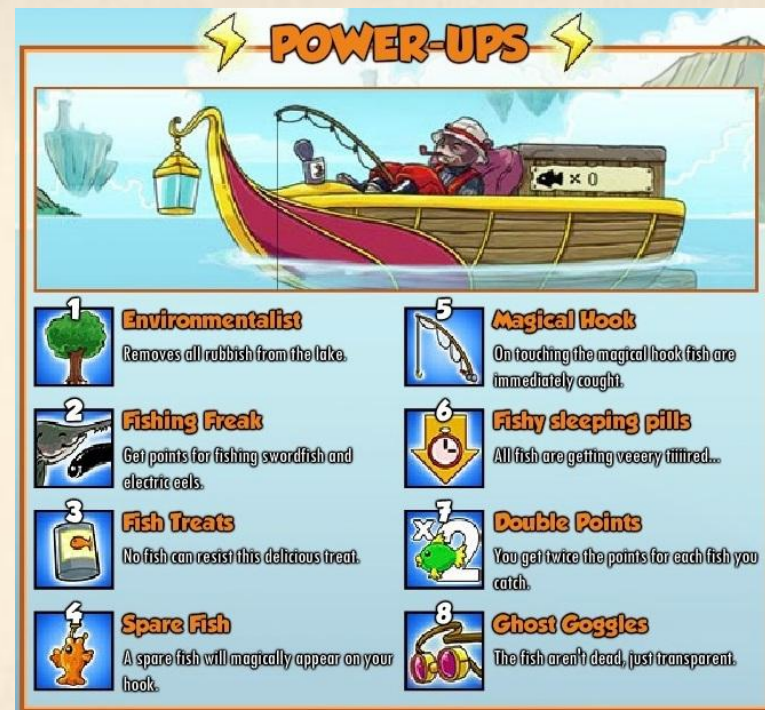 POWER-UPS
× 0
1
Environmentalist
Removes all rubbish from the lake.
2
Fishing Freak
Get points for fishing swordfish and
electric eels.
3
Fish Treats
No fish can resist this delicious treat.
4
Spare Fish
A spare fish will magically appear on your
hook.
5
Magical Hook
On touching the magical hook fish are
immediately cought.
6
Fishy sleeping pills
All fish are getting veeery tiiiired...
7
x2
Double Points
You get twice the points for each fish you
catch.
8
Ghost Goggles
The fish aren't dead, just transparent.